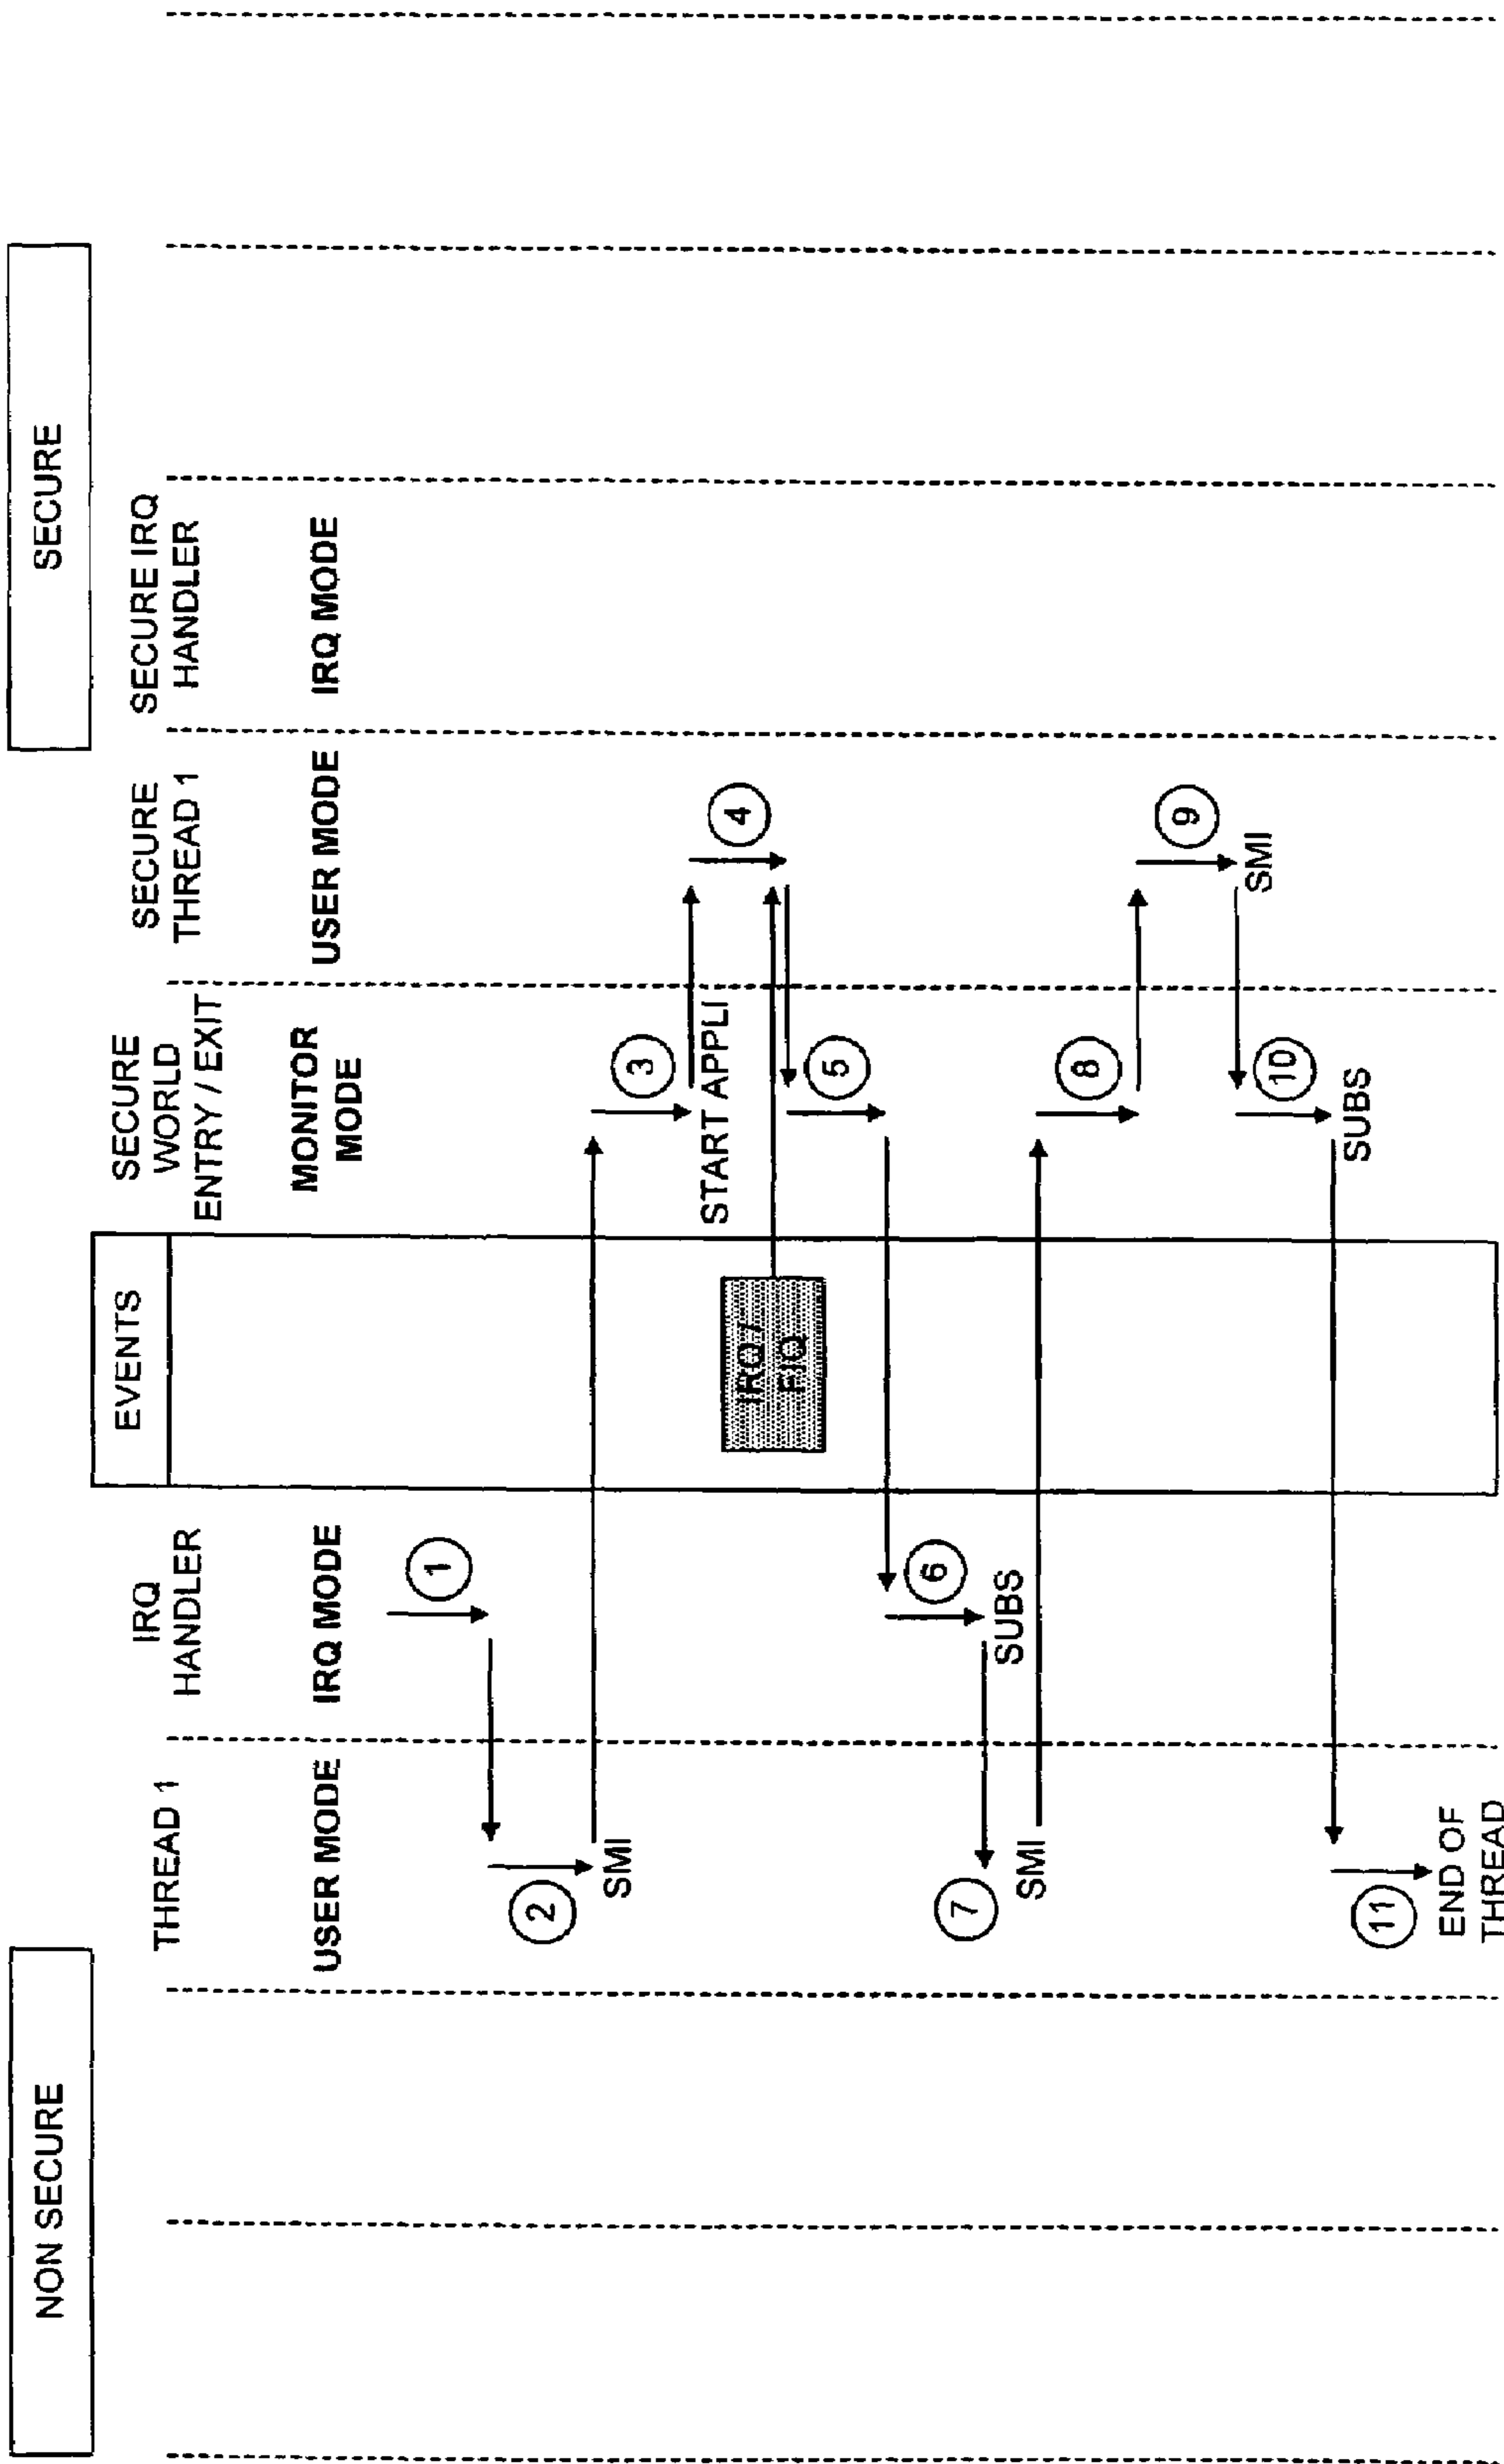 NON SECURE
SECURE
EVENTS
THREAD 1
IRQ
HANDLER
SECURE
WORLD
ENTRY / EXIT
SECURE
THREAD 1
SECURE IRQ
HANDLER
USER MODE
IRQ MODE
MONITOR
MODE
USER MODE
IRQ MODE
1
2
SMI
3
START APPLI
4
IRQ /
FIQ
5
6
SUBS
7
SMI
8
9
SMI
10
SUBS
11
END OF
THREAD